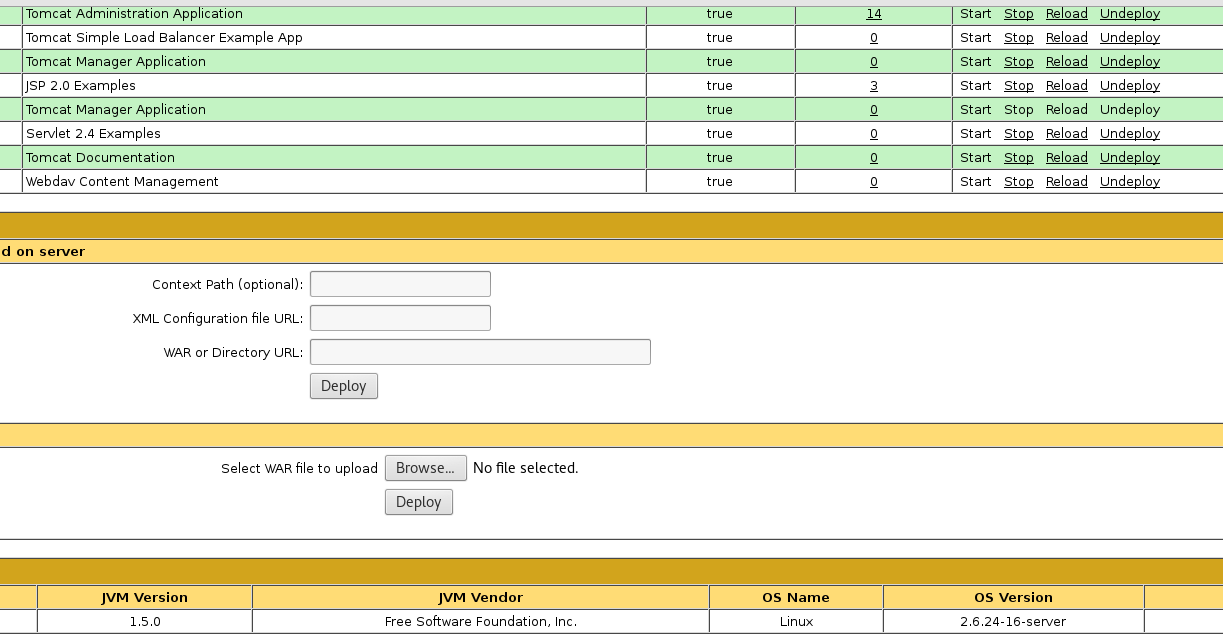 Tomcat Administration Application true 14 Start Stop Reload Undeploy
Tomcat Simple Load Balancer Example App true 0 Start Stop Reload Undeploy
Tomcat Manager Application true 0 Start Stop Reload Undeploy
JSP 2.0 Examples true 3 Start Stop Reload Undeploy
Tomcat Manager Application true 0 Start Stop Reload Undeploy
Servlet 2.4 Examples true 0 Start Stop Reload Undeploy
Tomcat Documentation true 0 Start Stop Reload Undeploy
Webdav Content Management true 0 Start Stop Reload Undeploy
d on server
Context Path (optional):
XML Configuration file URL:
WAR or Directory URL:
Deploy
Select WAR file to upload Browse... No file selected.
Deploy
JVM Version JVM Vendor OS Name OS Version
1.5.0 Free Software Foundation, Inc. Linux 2.6.24-16-server